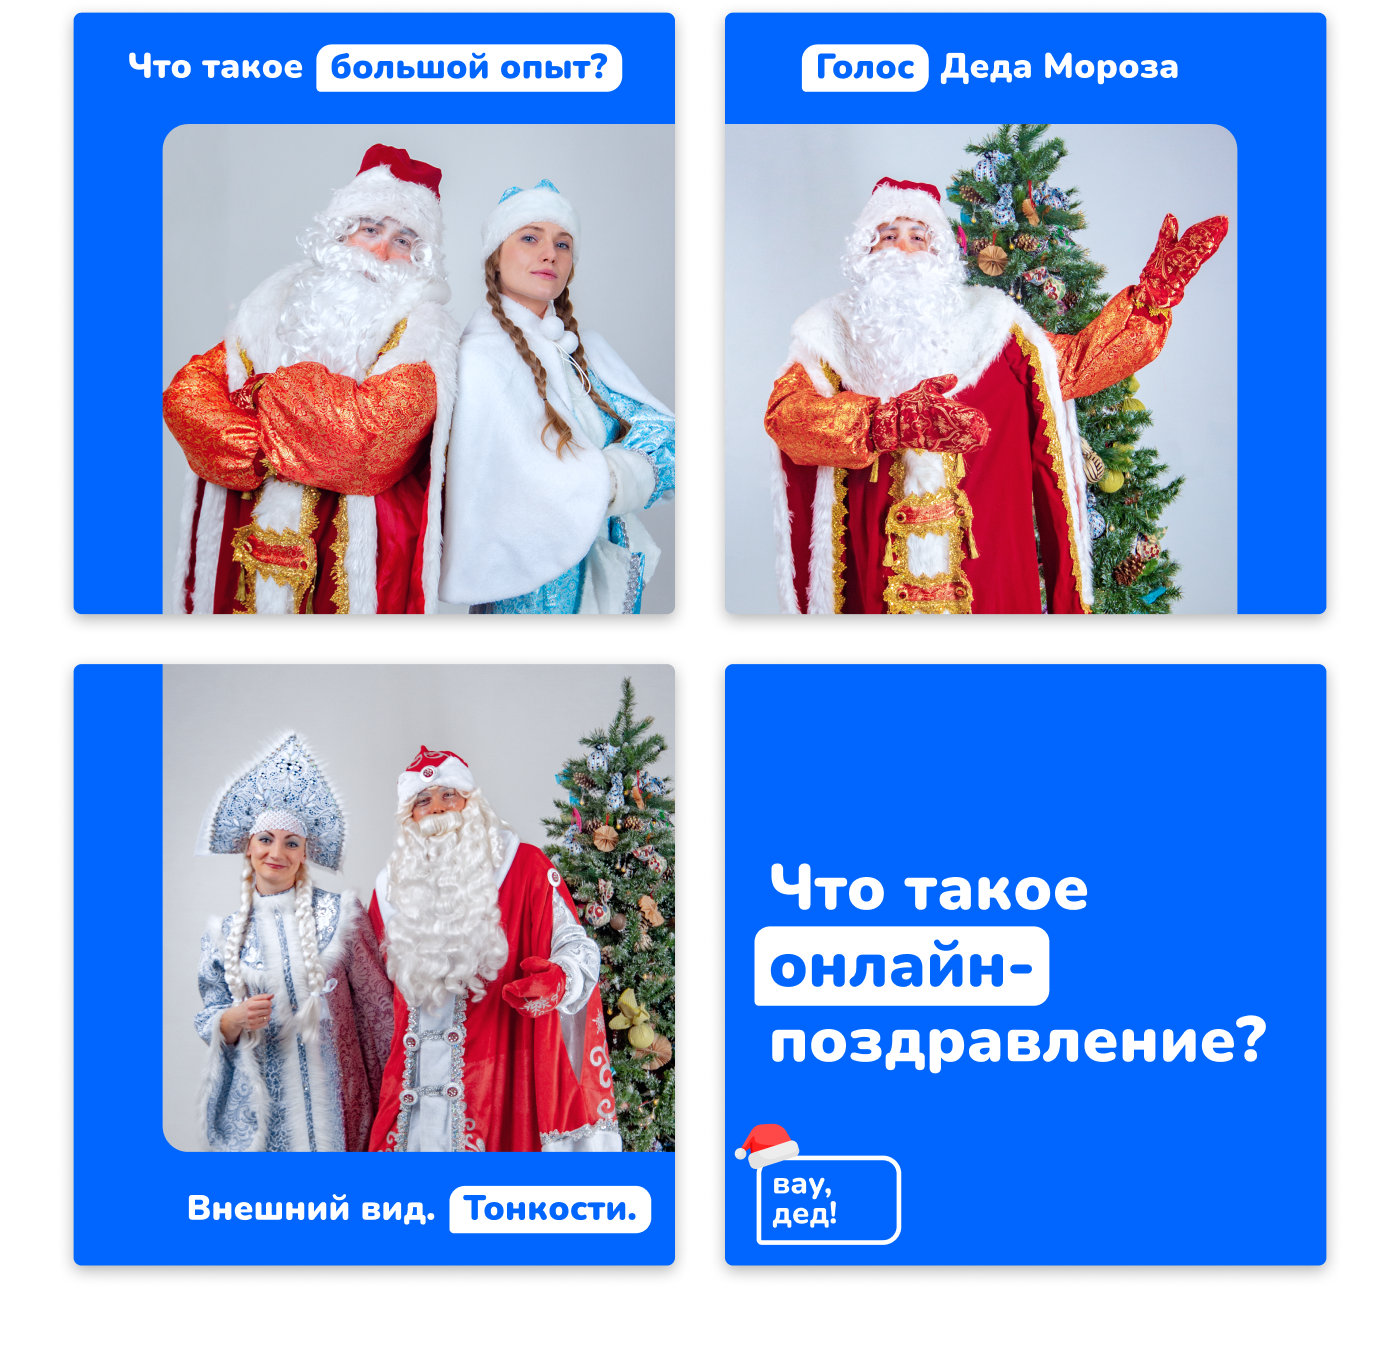 Что такое большой опыт?
Голос Деда Мороза
Внешний вид. Тонкости.
Что такое
онлайн-
поздравление?
вау,
дед!